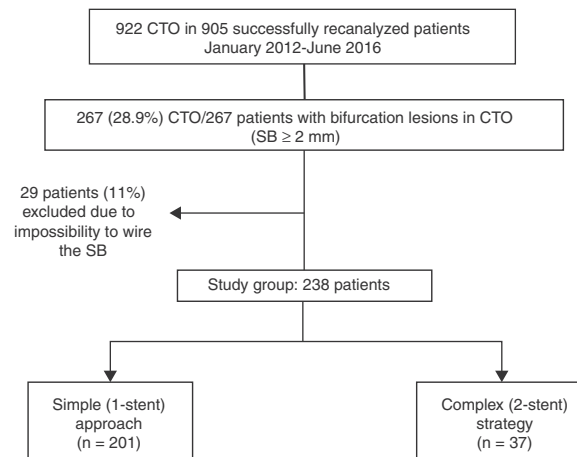 922 CTO in 905 successfully recanalyzed patients
January 2012-June 2016
267 (28.9%) CTO/267 patients with bifurcation lesions in CTO
(SB ≥ 2 mm)
29 patients (11%)
excluded due to
impossibility to wire
the SB
Study group: 238 patients
Simple (1-stent)
approach
(n = 201)
Complex (2-stent)
strategy
(n = 37)